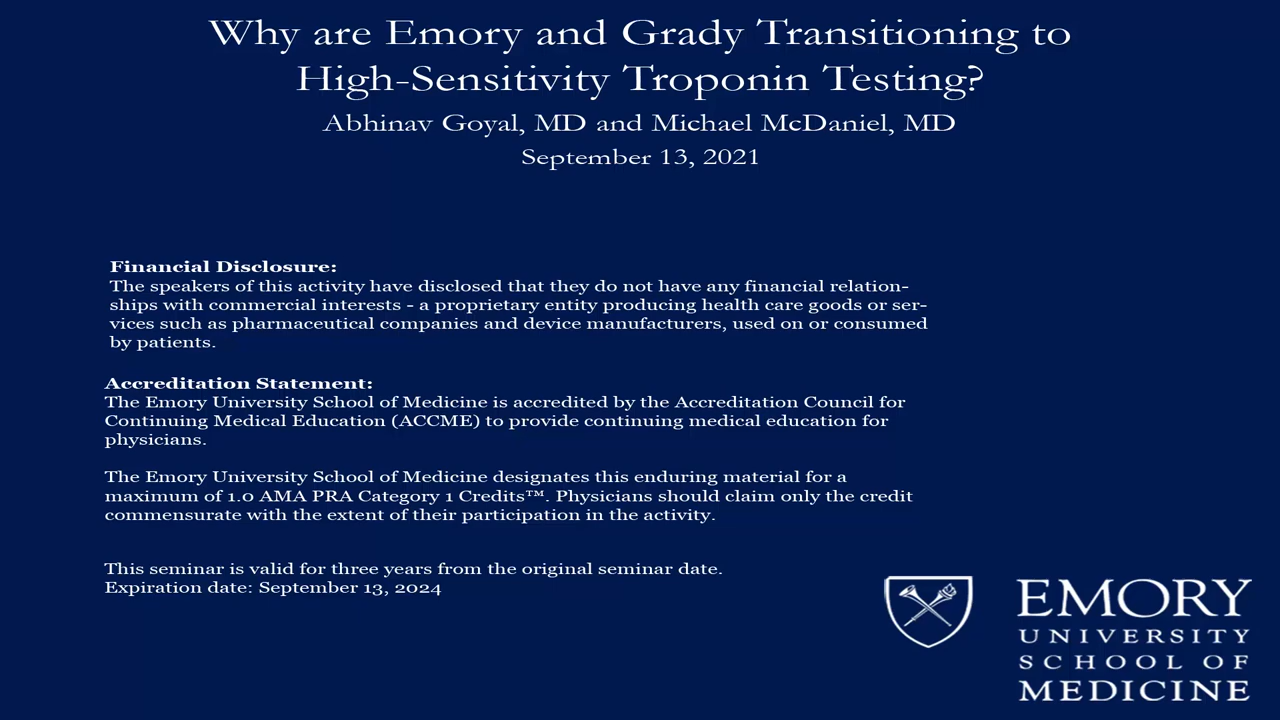 Why are Emory and Grady Transitioning to
High-Sensitivity Troponin Testing?
Abhinav Goyal, MD and Michael McDaniel, MD
September 13, 2021
Financial Disclosure:
The speakers of this activity have disclosed that they do not have any financial relation-
ships with commercial interests - a proprietary entity producing health care goods or ser-
vices such as pharmaceutical companies and device manufacturers, used on or consumed
by patients.
Accreditation Statement:
The Emory University School of Medicine is accredited by the Accreditation Council for
Continuing Medical Education (ACCME) to provide continuing medical education for
physicians.
The Emory University School of Medicine designates this enduring material for a
maximum of 1.0 AMA PRA Category 1 Credits™. Physicians should claim only the credit
commensurate with the extent of their participation in the activity.
This seminar is valid for three years from the original seminar date.
Expiration date: September 13, 2024
EMORY
UNIVERSITY
SCHOOL OF
MEDICINE